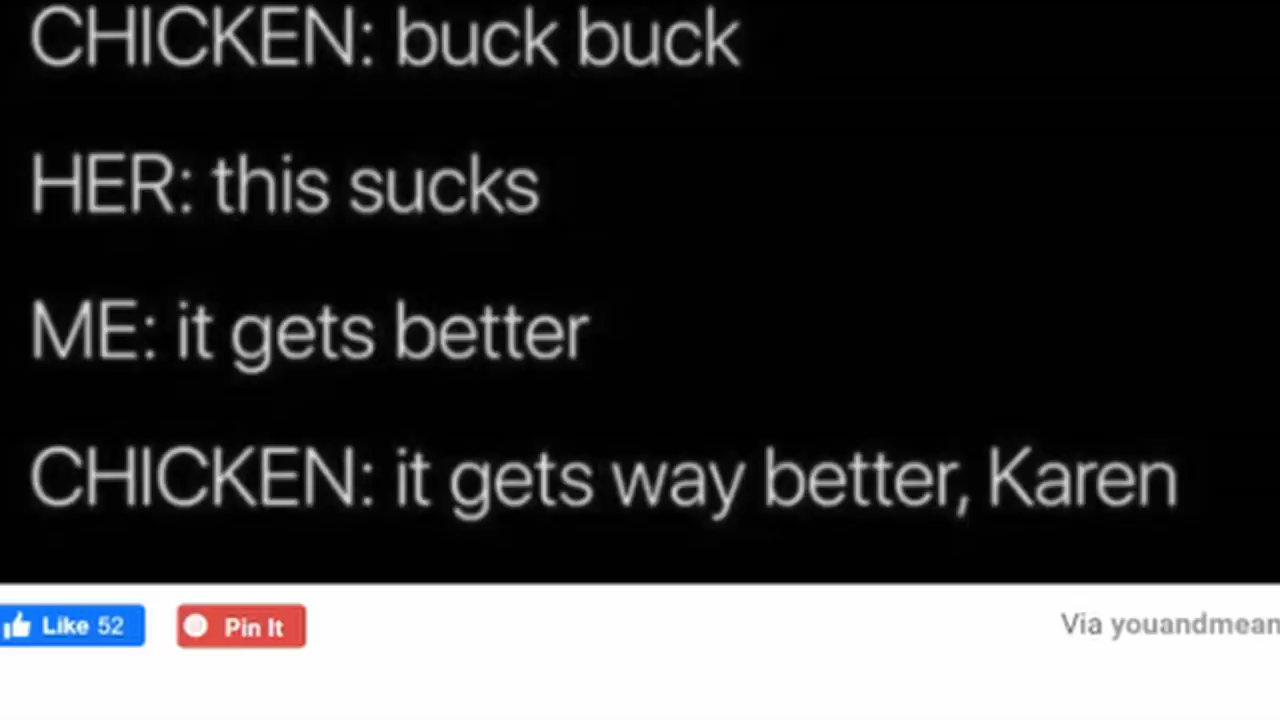 CHICKEN: buck buck
HER: this sucks
ME: it gets better
CHICKEN: it gets way better, Karen
Like 52
Pin It
Via youandmean